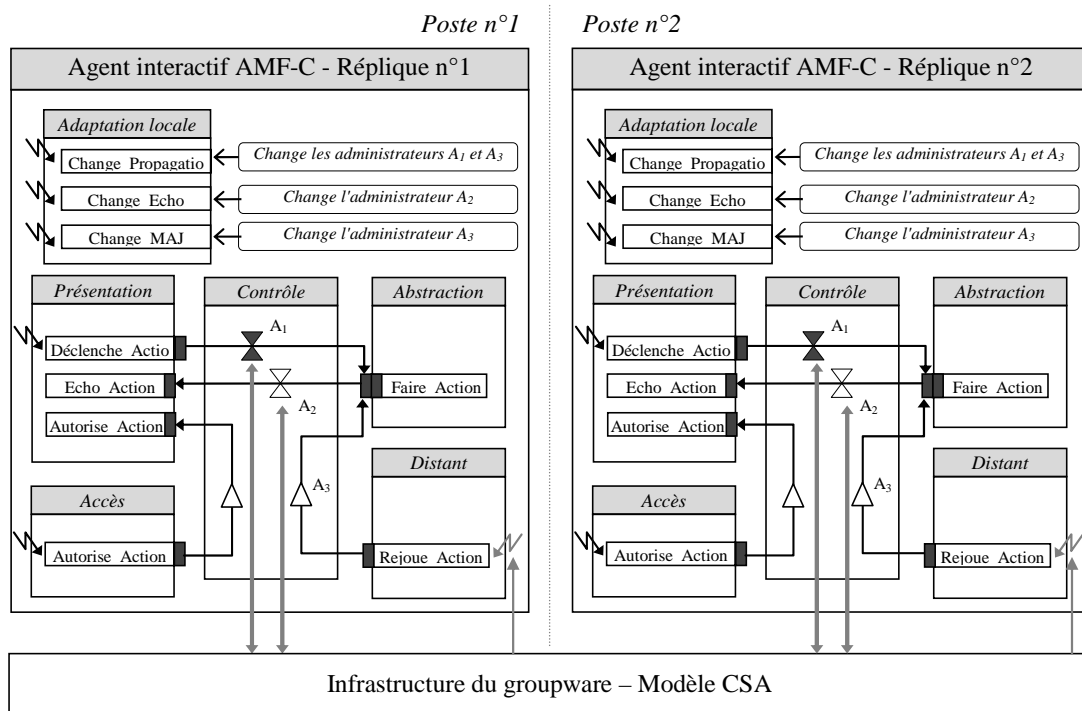 Poste n°1
Poste n°2
Agent interactif AMF-C - Réplique n°1
Adaptation locale
Change Propagatio
Change les administrateurs A1 et A3
Change Echo
Change l'administrateur A2
Change MAJ
Change l'administrateur A3
Présentation
Contrôle
Abstraction
A1
Déclenche Actio
Echo Action
Faire Action
A2
Autorise Action
Distant
Accès
A3
Autorise Action
Rejoue Action
Agent interactif AMF-C - Réplique n°2
Adaptation locale
Change Propagatio
Change les administrateurs A1 et A3
Change Echo
Change l'administrateur A2
Change MAJ
Change l'administrateur A3
Présentation
Contrôle
Abstraction
A1
Déclenche Actio
Echo Action
Faire Action
A2
Autorise Action
Distant
Accès
A3
Autorise Action
Rejoue Action
Infrastructure du groupware – Modèle CSA